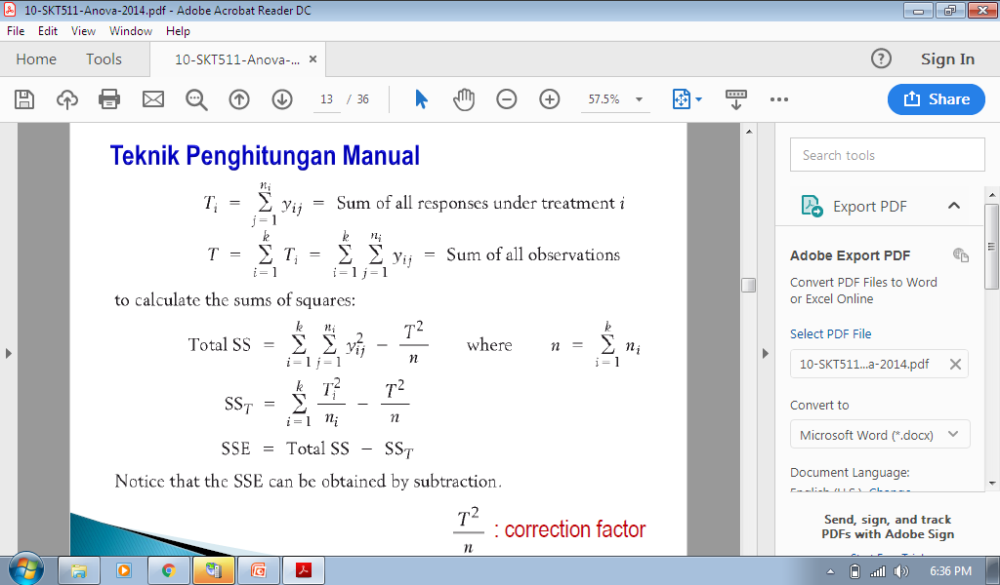 10-SKT511-Anova-2014.pdf - Adobe Acrobat Reader DC
File Edit View Window Help
Home Tools 10-SKT511-Anova-... × ? Sign In
13 / 36 57.5% Share
Teknik Penghitungan Manual
T_i = \sum_{j=1}^{n_i} y_{ij} = Sum of all responses under treatment i
T = \sum_{i=1}^{k} T_i = \sum_{i=1}^{k} \sum_{j=1}^{n_i} y_{ij} = Sum of all observations
to calculate the sums of squares:
Total SS = \sum_{i=1}^{k} \sum_{j=1}^{n_i} y_{ij}^2 - \frac{T^2}{n} where n = \sum_{i=1}^{k} n_i
SS_T = \sum_{i=1}^{k} \frac{T_i^2}{n_i} - \frac{T^2}{n}
SSE = Total SS - SS_T
Notice that the SSE can be obtained by subtraction.
\frac{T^2}{n} : correction factor
Search tools
Export PDF
Adobe Export PDF
Convert PDF Files to Word
or Excel Online
Select PDF File
10-SKT511...a-2014.pdf
Convert to
Microsoft Word (*.docx)
Document Language:
English (U.S.) Change
Send, sign, and track
PDFs with Adobe Sign
6:36 PM